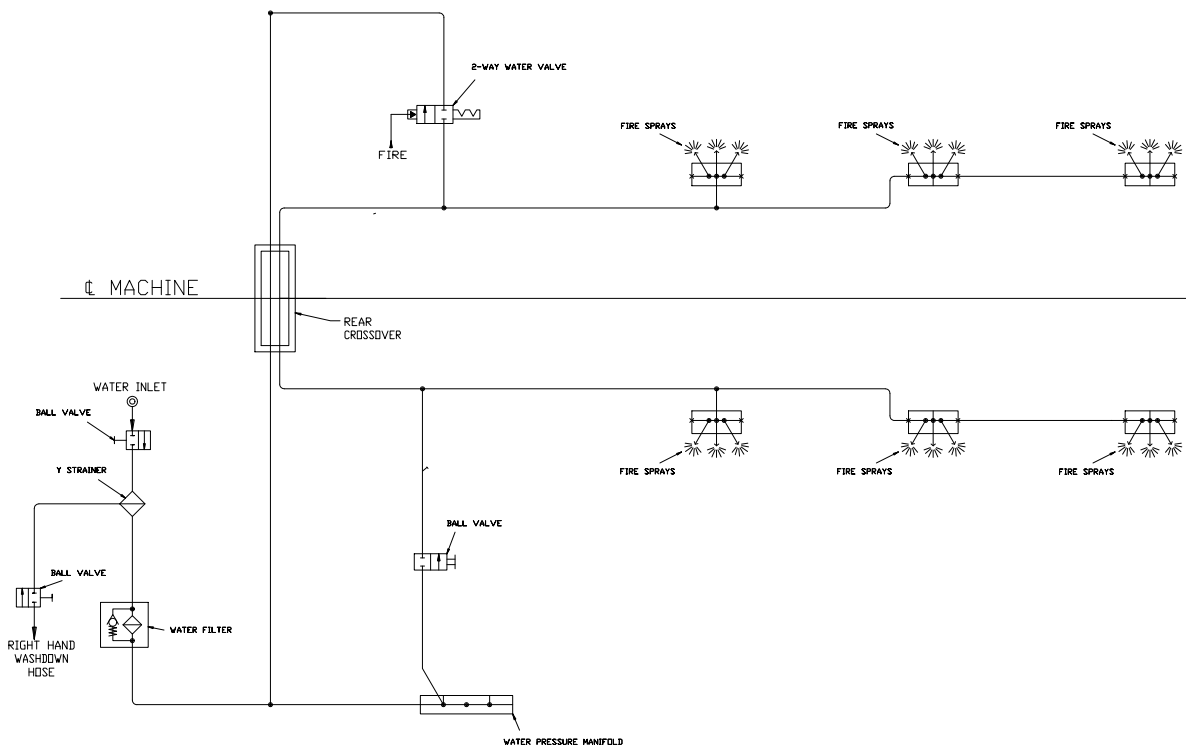 2-WAY WATER VALVE
FIRE
FIRE SPRAYS
FIRE SPRAYS
FIRE SPRAYS
℄ MACHINE
REAR
CROSSOVER
WATER INLET
BALL VALVE
Y STRAINER
FIRE SPRAYS
FIRE SPRAYS
FIRE SPRAYS
BALL VALVE
BALL VALVE
WATER FILTER
RIGHT HAND
WASHDOWN
HOSE
WATER PRESSURE MANIFOLD